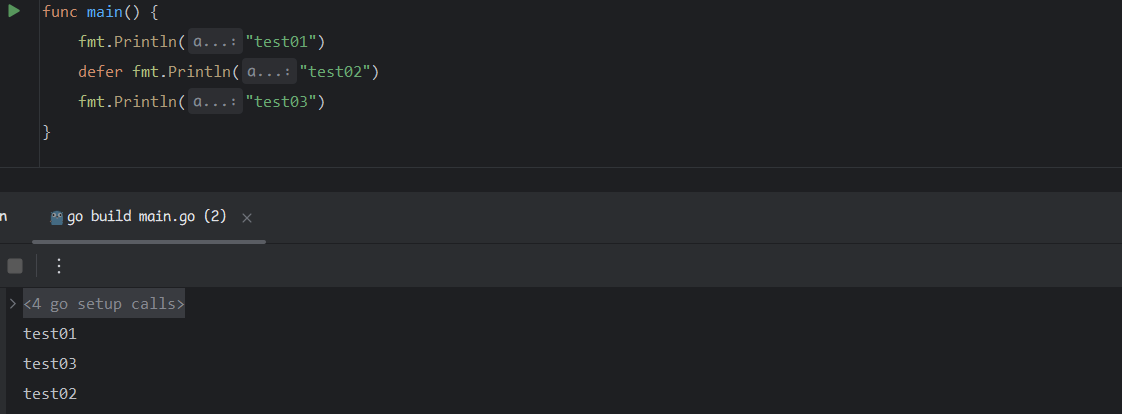 func main() {
fmt.Println(a...: "test01")
defer fmt.Println(a...: "test02")
fmt.Println(a...: "test03")
}
n
go build main.go (2)
<4 go setup calls>
test01
test03
test02